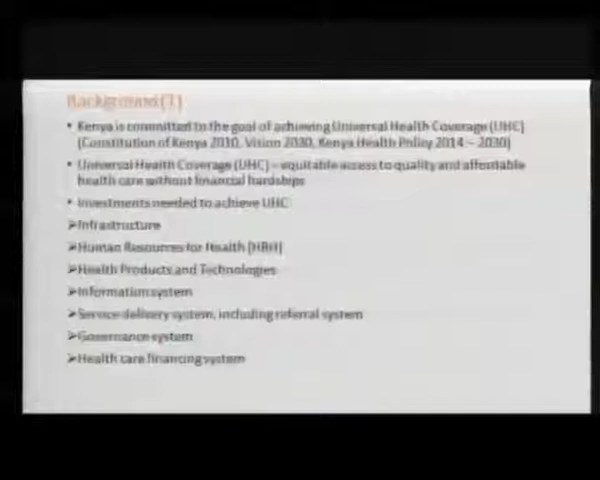 Background (1)
• Kenya is committed to the goal of achieving Universal Health Coverage (UHC)
(Constitution of Kenya 2010, Vision 2030, Kenya Health Policy 2014 – 2030)
• Universal Health Coverage (UHC) – equitable access to quality and affordable
health care without financial hardships
• Investments needed to achieve UHC
➤Infrastructure
➤Human Resources for Health (HRH)
➤Health Products and Technologies
➤Information system
➤Service delivery system, including referral system
➤Governance system
➤Health care financing system